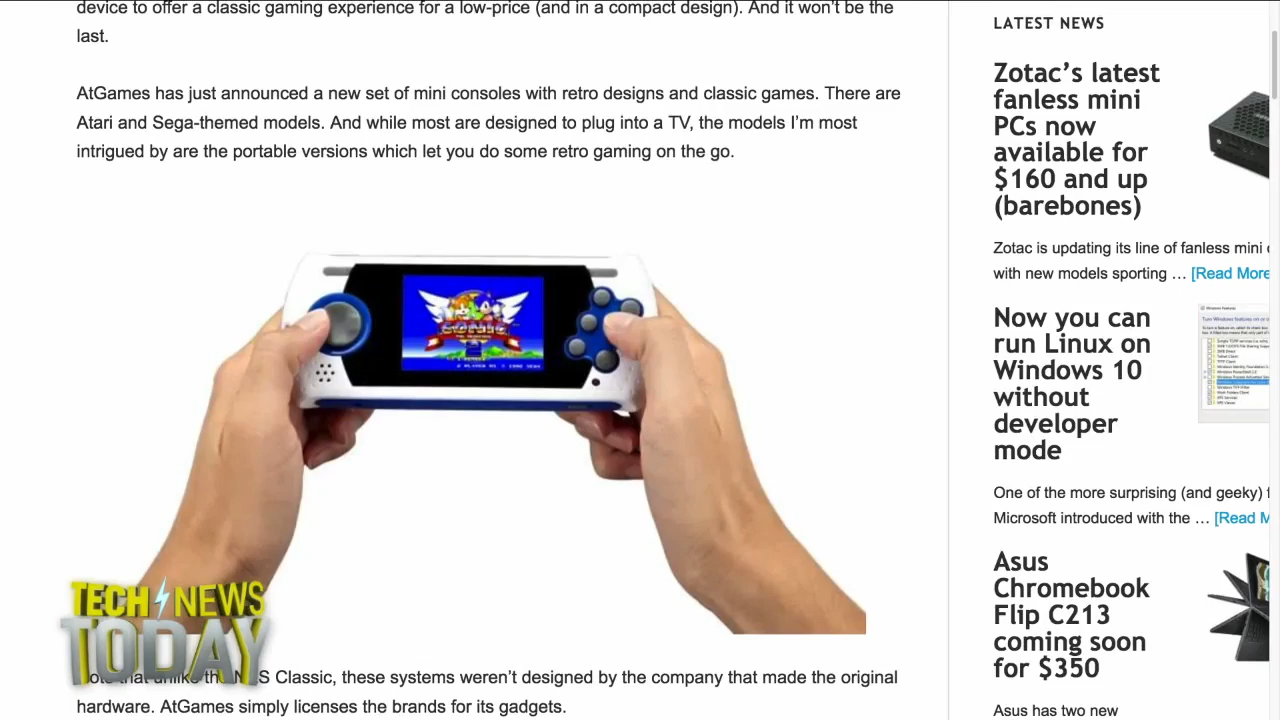 device to offer a classic gaming experience for a low-price (and in a compact design). And it won't be the
last.
AtGames has just announced a new set of mini consoles with retro designs and classic games. There are
Atari and Sega-themed models. And while most are designed to plug into a TV, the models I'm most
intrigued by are the portable versions which let you do some retro gaming on the go.
SONIC
TECH NEWS
TODAY
that unlike the S Classic, these systems weren't designed by the company that made the original
hardware. AtGames simply licenses the brands for its gadgets.
LATEST NEWS
Zotac's latest
fanless mini
PCs now
available for
$160 and up
(barebones)
Zotac is updating its line of fanless mini
with new models sporting … [Read More
Now you can
run Linux on
Windows 10
without
developer
mode
One of the more surprising (and geeky)
Microsoft introduced with the … [Read M
Asus
Chromebook
Flip C213
coming soon
for $350
Asus has two new